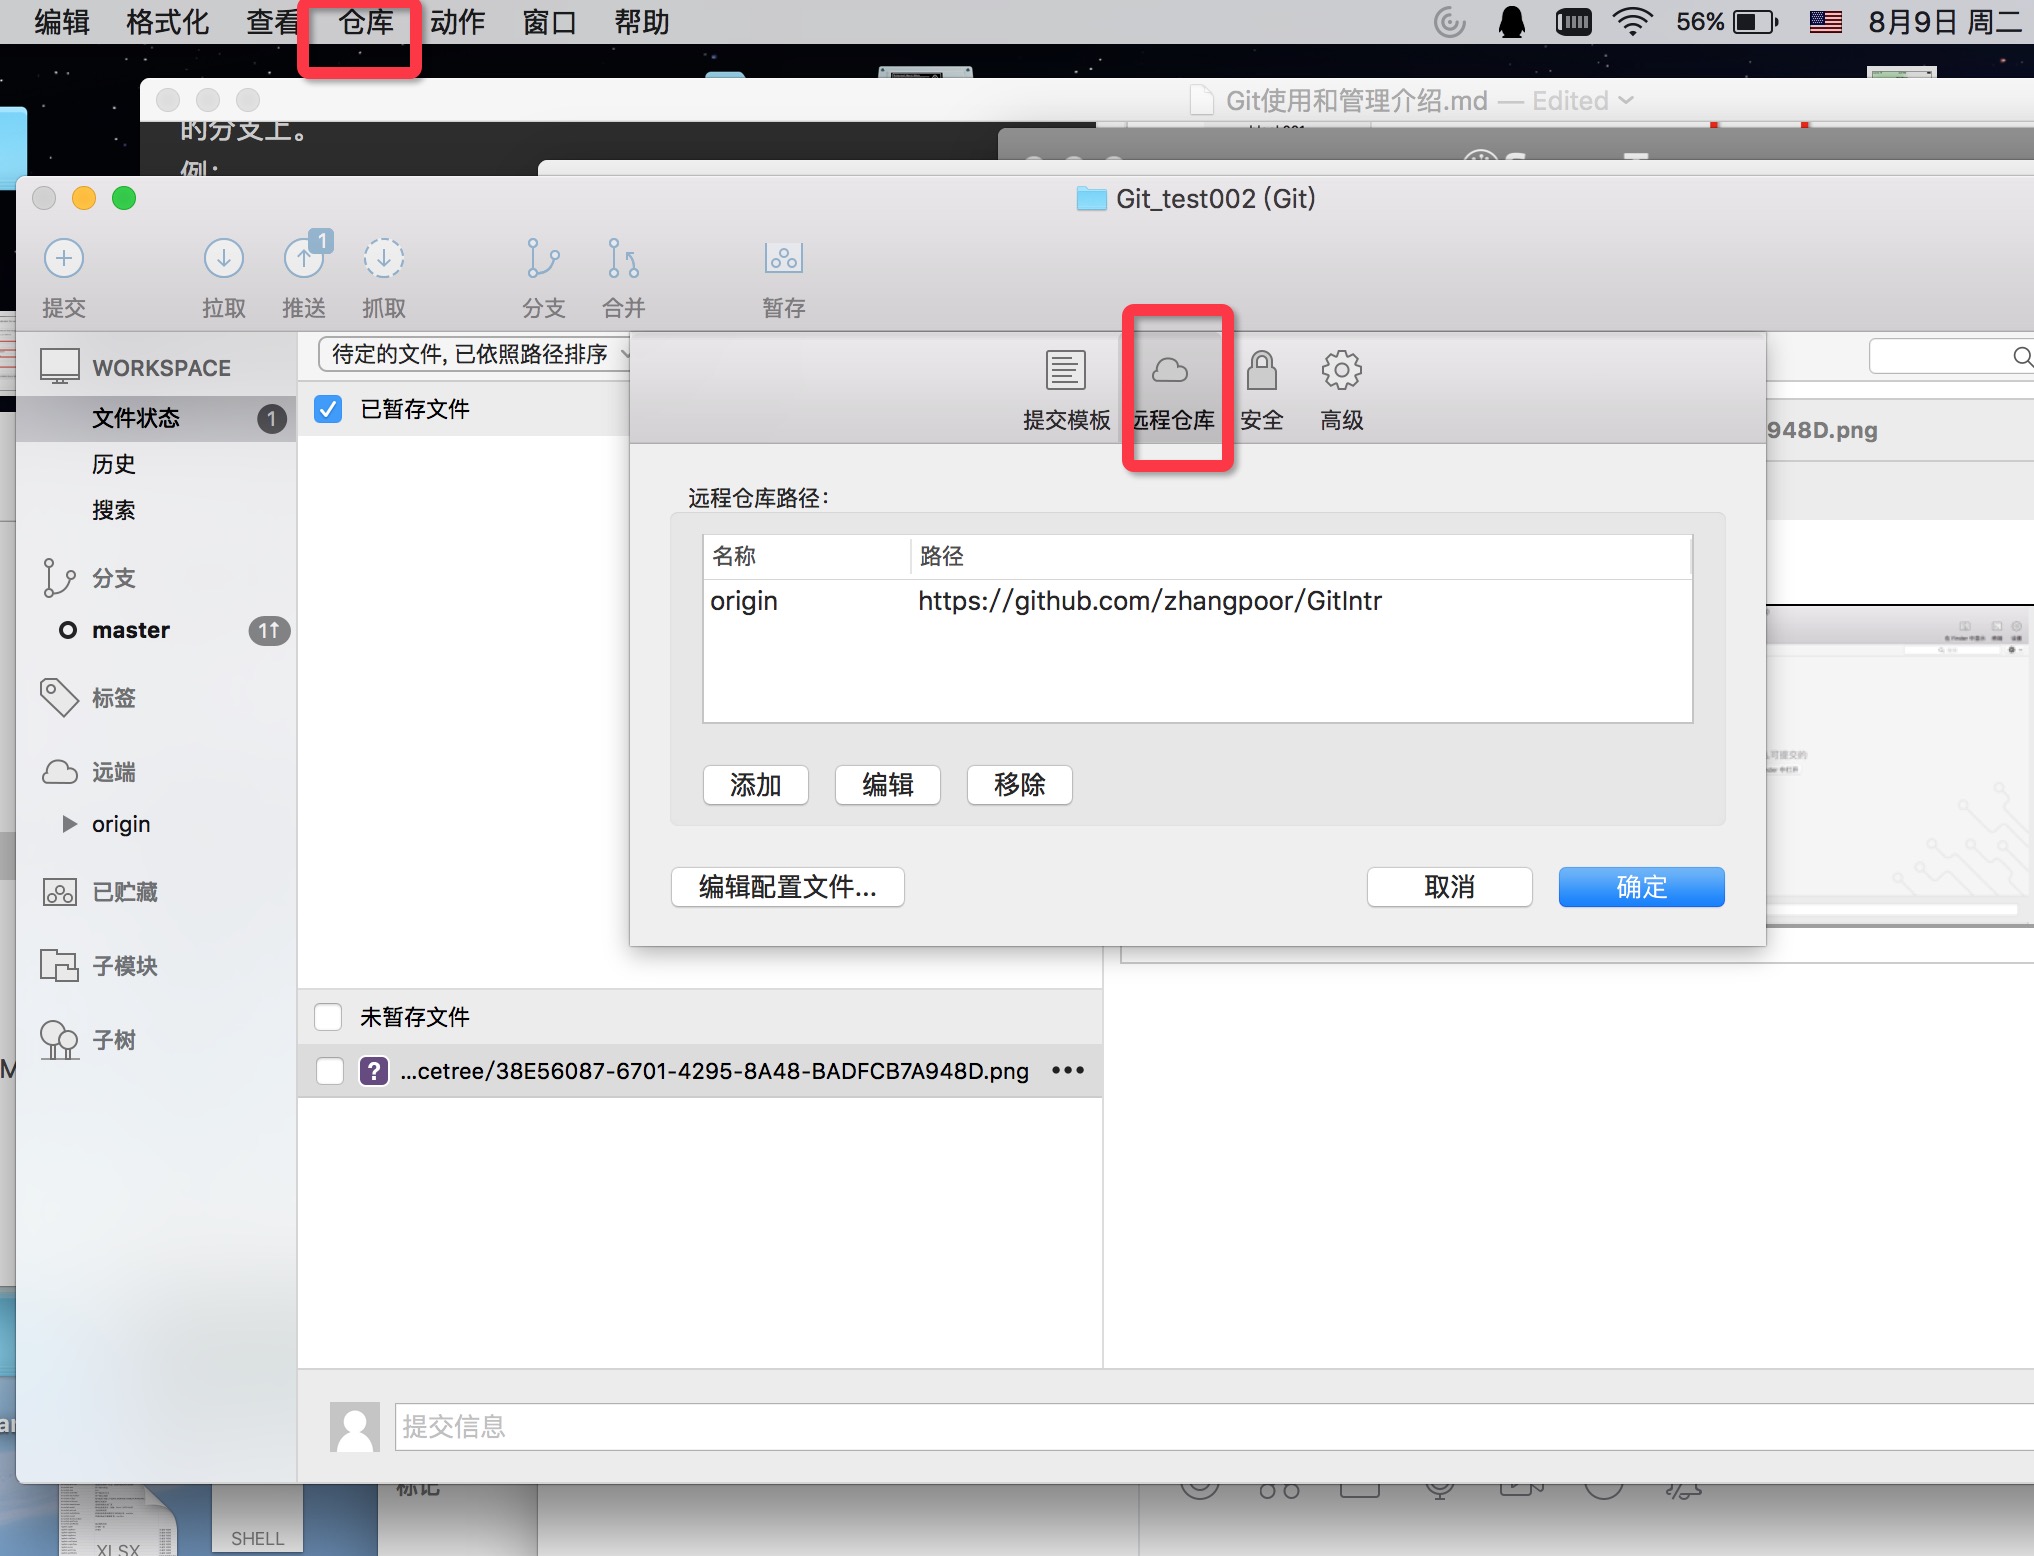 编辑 格式化 查看 仓库 动作 窗口 帮助 56% 8月9日 周二
Git使用和管理介绍.md — Edited
的分支上。
例：
Git_test002 (Git)
1
提交 拉取 推送 抓取 分支 合并 暂存
WORKSPACE
文件状态 1
历史
搜索
分支
master 1↑
标签
远端
origin
已贮藏
子模块
子树
待定的文件, 已依照路径排序
已暂存文件
提交模板 远程仓库 安全 高级
948D.png
远程仓库路径：
名称 路径
origin https://github.com/zhangpoor/GitIntr
添加 编辑 移除
编辑配置文件... 取消 确定
未暂存文件
? ...cetree/38E56087-6701-4295-8A48-BADFCB7A948D.png •••
提交信息
标记
XLSX
SHELL